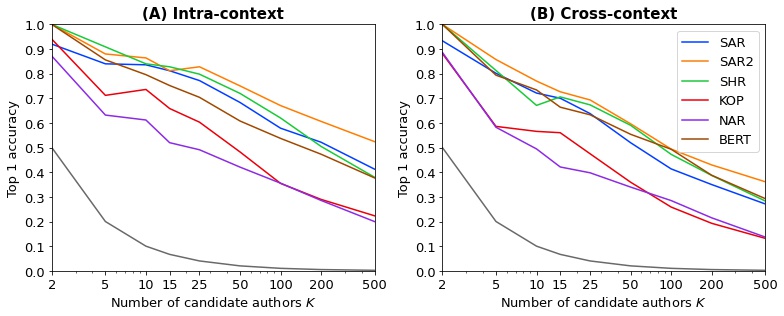 (A) Intra-context
1.0
0.9
0.8
0.7
0.6
0.5
0.4
0.3
0.2
0.1
0.0
Top 1 accuracy
2 5 10 15 25 50 100 200 500
Number of candidate authors K
(B) Cross-context
1.0
0.9
0.8
0.7
0.6
0.5
0.4
0.3
0.2
0.1
0.0
Top 1 accuracy
SAR
SAR2
SHR
KOP
NAR
BERT
2 5 10 15 25 50 100 200 500
Number of candidate authors K